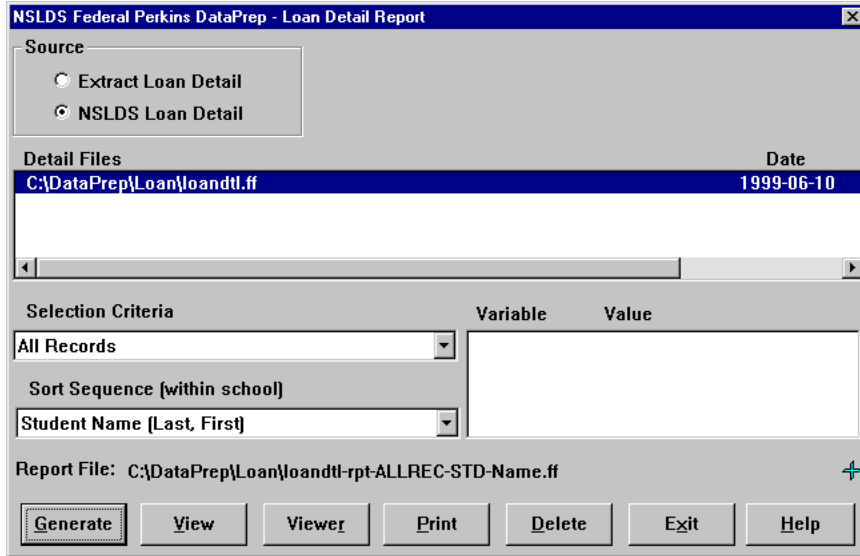 NSLDS Federal Perkins DataPrep - Loan Detail Report
Source
Extract Loan Detail
NSLDS Loan Detail
Detail Files Date
C:\DataPrep\Loan\loandtl.ff 1999-06-10
Selection Criteria
Variable Value
All Records
Sort Sequence (within school)
Student Name (Last, First)
Report File: C:\DataPrep\Loan\loandtl-rpt-ALLREC-STD-Name.ff
Generate View Viewer Print Delete Exit Help